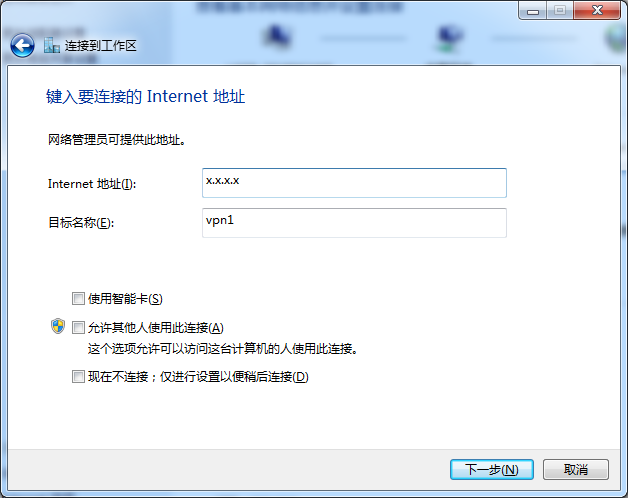 连接到工作区
键入要连接的 Internet 地址
网络管理员可提供此地址。
Internet 地址(I): x.x.x.x
目标名称(E): vpn1
使用智能卡(S)
允许其他人使用此连接(A)
这个选项允许可以访问这台计算机的人使用此连接。
现在不连接；仅进行设置以便稍后连接(D)
下一步(N) 取消